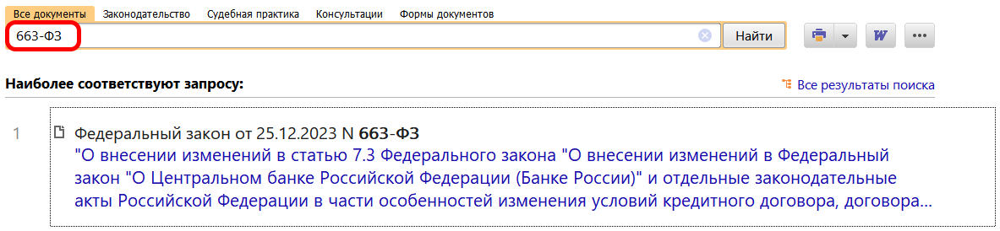 Все документы Законодательство Судебная практика Консультации Формы документов
663-ФЗ Найти W
Наиболее соответствуют запросу: Все результаты поиска
1 Федеральный закон от 25.12.2023 N 663-ФЗ
"О внесении изменений в статью 7.3 Федерального закона "О внесении изменений в Федеральный
закон "О Центральном банке Российской Федерации (Банке России)" и отдельные законодательные
акты Российской Федерации в части особенностей изменения условий кредитного договора, договора...